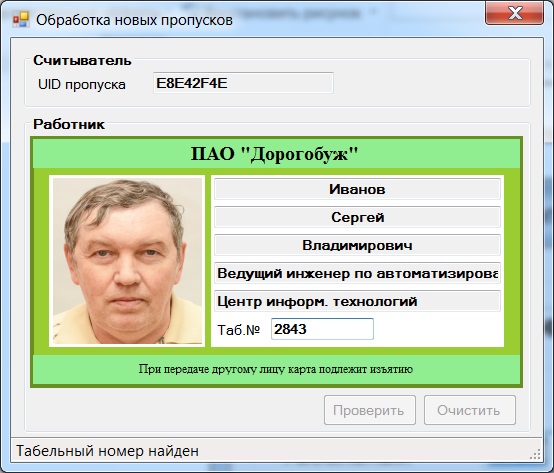 Обработка новых пропусков
Считыватель
UID пропуска E8E42F4E
Работник
ПАО "Дорогобуж"
Иванов
Сергей
Владимирович
Ведущий инженер по автоматизирова
Центр информ. технологий
Таб.№ 2843
При передаче другому лицу карта подлежит изъятию
Проверить Очистить
Табельный номер найден